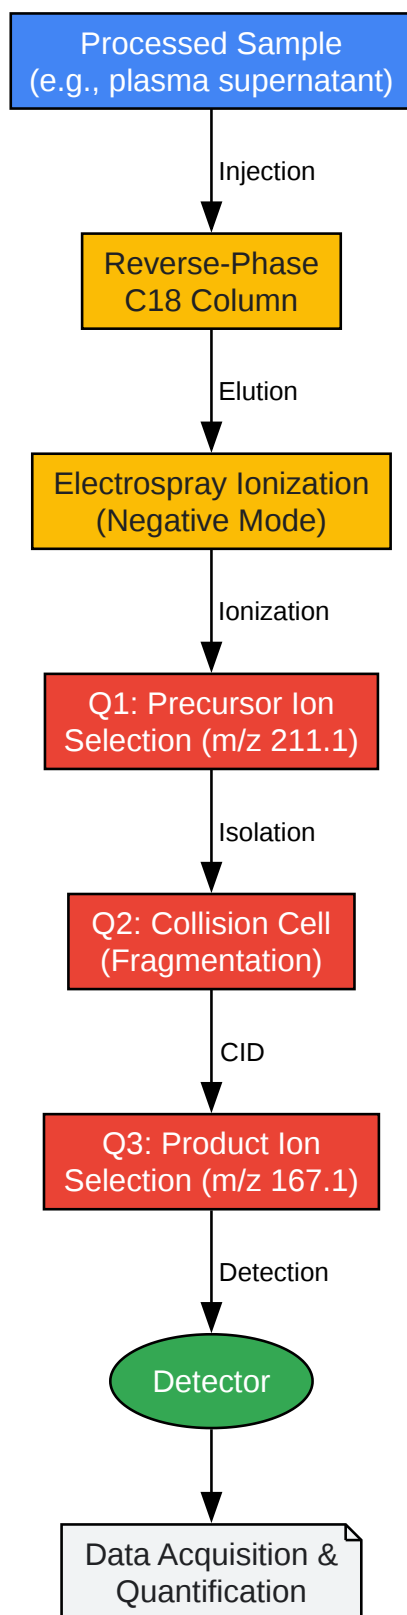 Processed Sample
(e.g., plasma supernatant)
Injection
Reverse-Phase
C18 Column
Elution
Electrospray Ionization
(Negative Mode)
Ionization
Q1: Precursor Ion
Selection (m/z 211.1)
Isolation
Q2: Collision Cell
(Fragmentation)
CID
Q3: Product Ion
Selection (m/z 167.1)
Detection
Detector
Data Acquisition &
Quantification